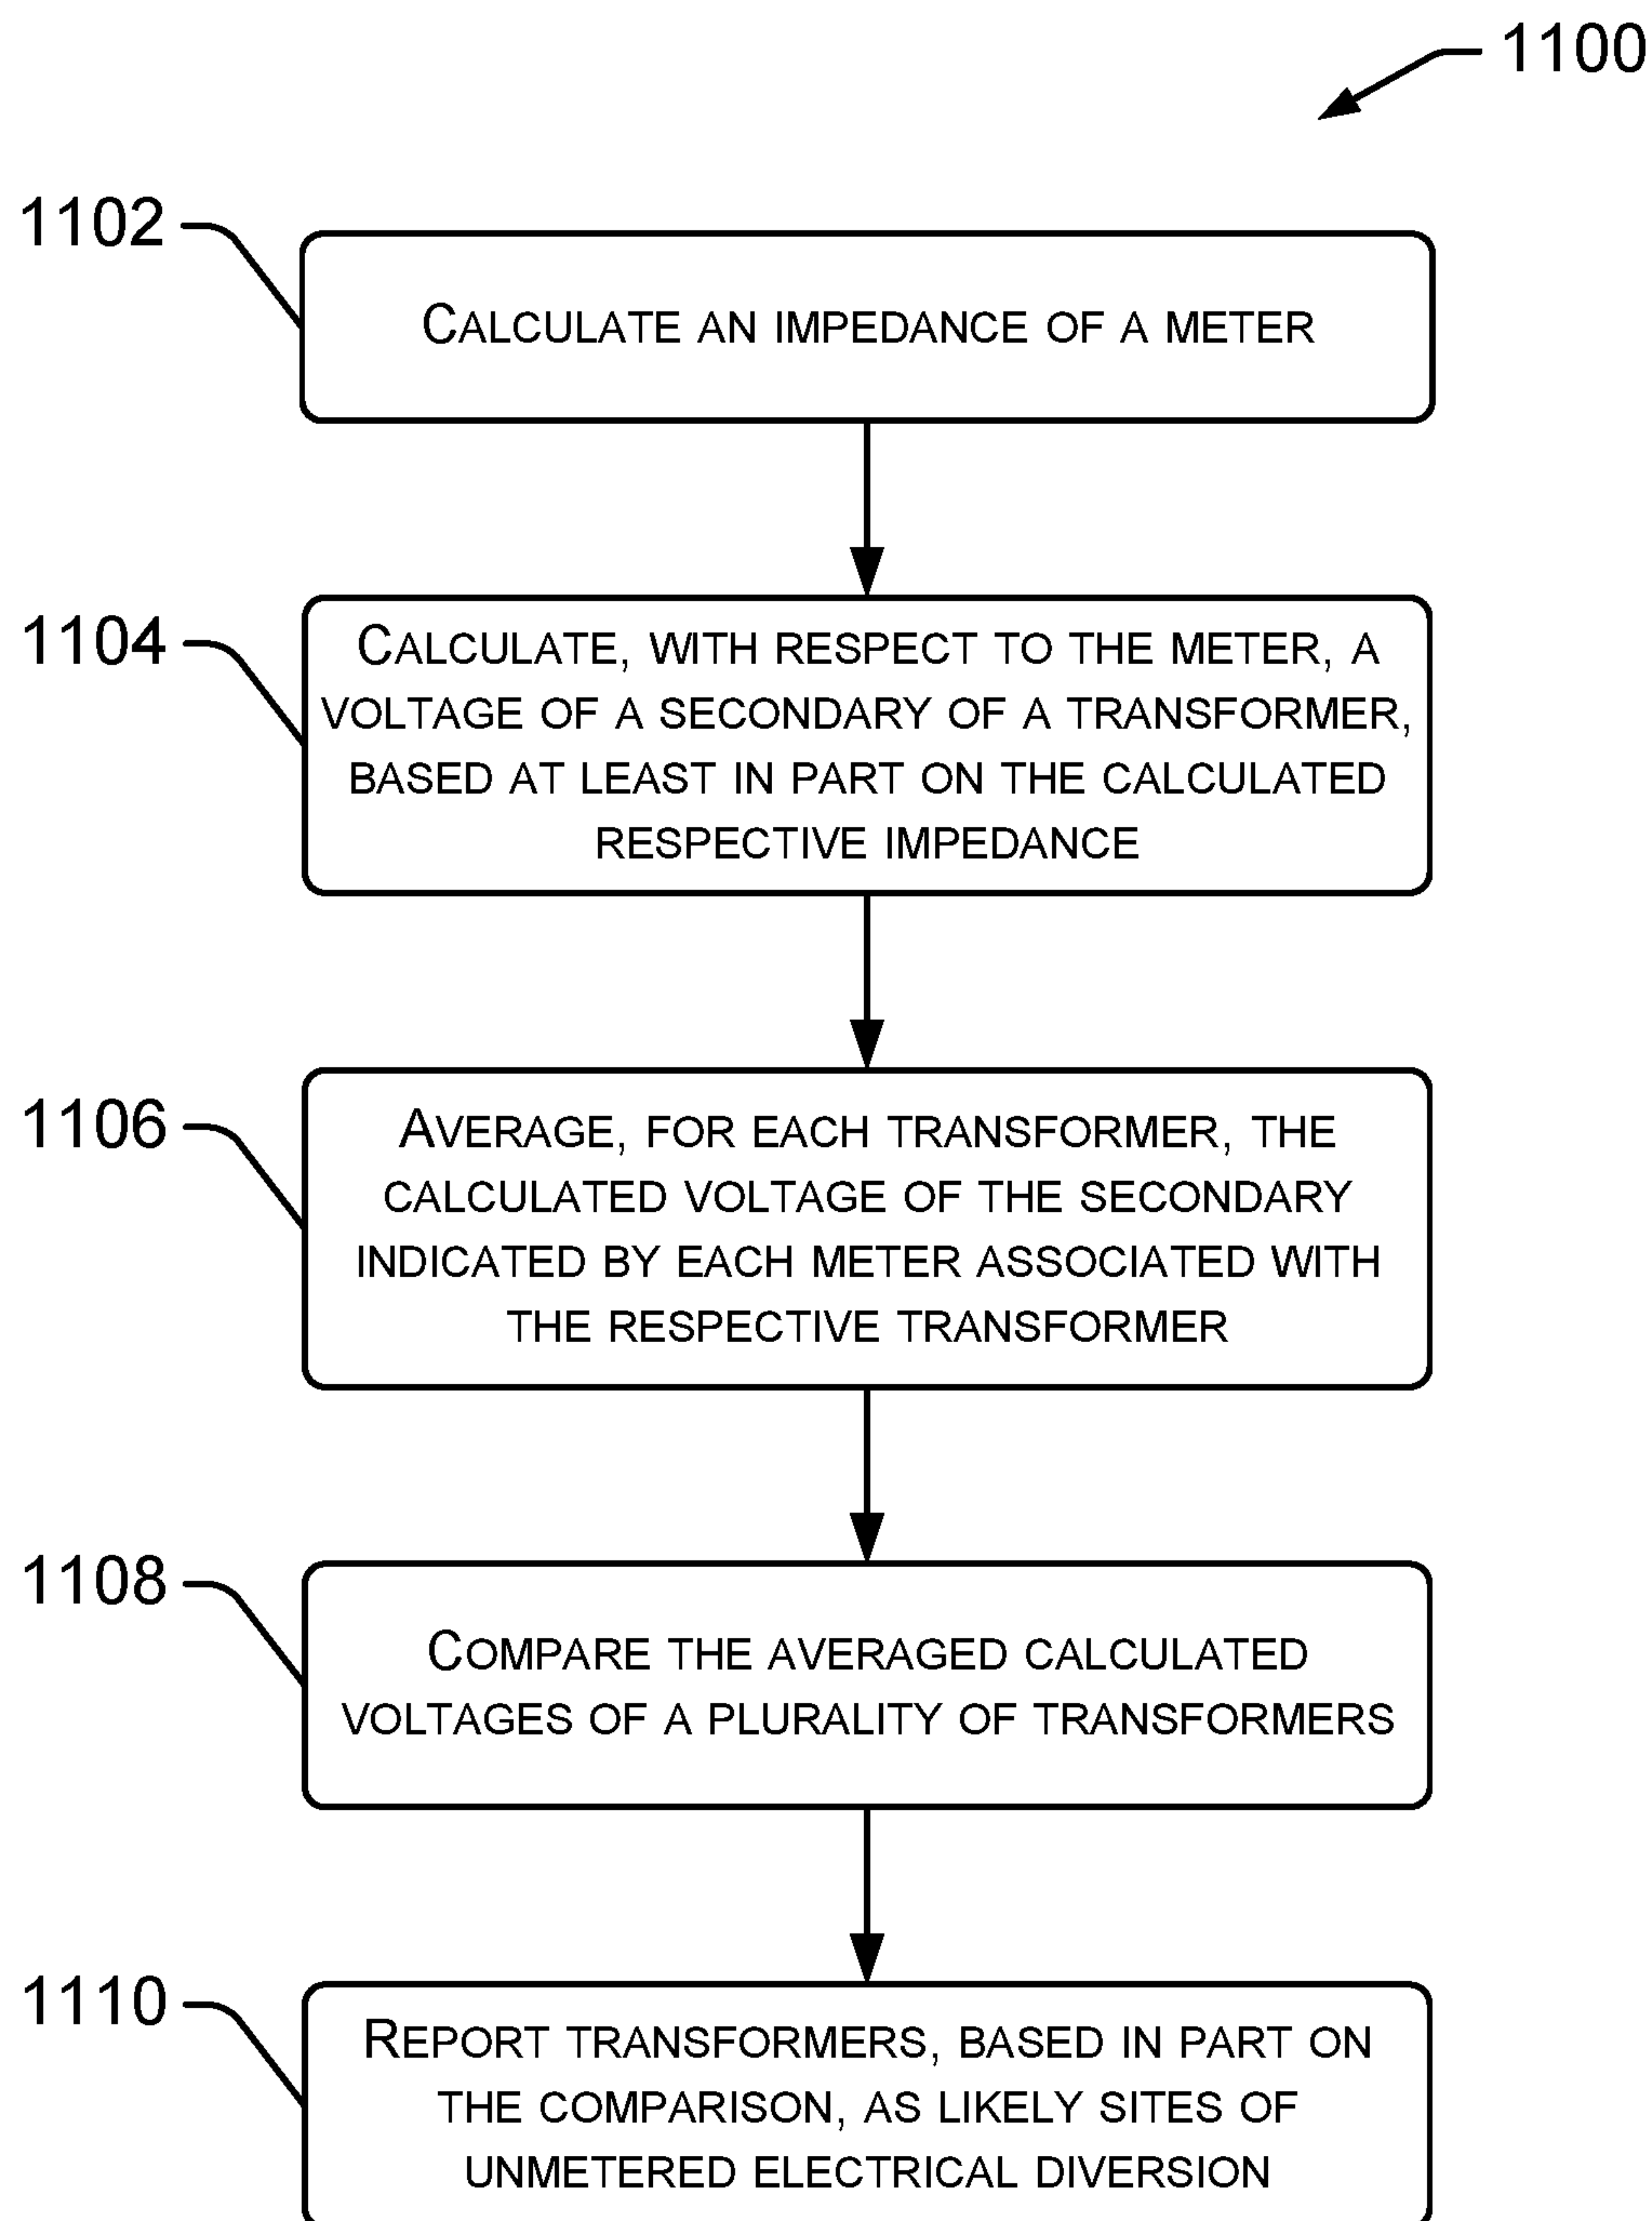 1100
1102
CALCULATE AN IMPEDANCE OF A METER
1104
CALCULATE, WITH RESPECT TO THE METER, A
VOLTAGE OF A SECONDARY OF A TRANSFORMER,
BASED AT LEAST IN PART ON THE CALCULATED
RESPECTIVE IMPEDANCE
1106
AVERAGE, FOR EACH TRANSFORMER, THE
CALCULATED VOLTAGE OF THE SECONDARY
INDICATED BY EACH METER ASSOCIATED WITH
THE RESPECTIVE TRANSFORMER
1108
COMPARE THE AVERAGED CALCULATED
VOLTAGES OF A PLURALITY OF TRANSFORMERS
1110
REPORT TRANSFORMERS, BASED IN PART ON
THE COMPARISON, AS LIKELY SITES OF
UNMETERED ELECTRICAL DIVERSION